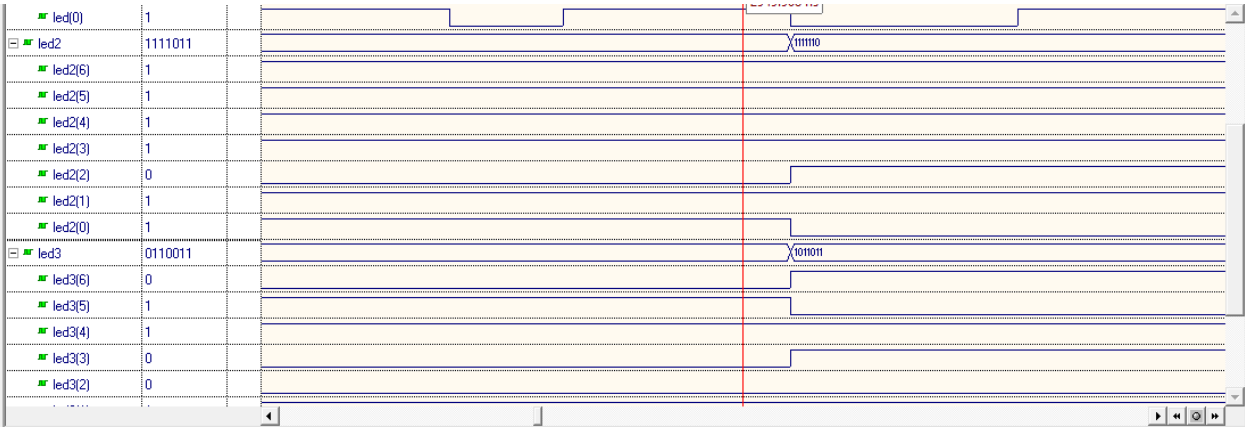 led(0) 1
led2 1111011 1111110
led2(6) 1
led2(5) 1
led2(4) 1
led2(3) 1
led2(2) 0
led2(1) 1
led2(0) 1
led3 0110011 1011011
led3(6) 0
led3(5) 1
led3(4) 1
led3(3) 0
led3(2) 0